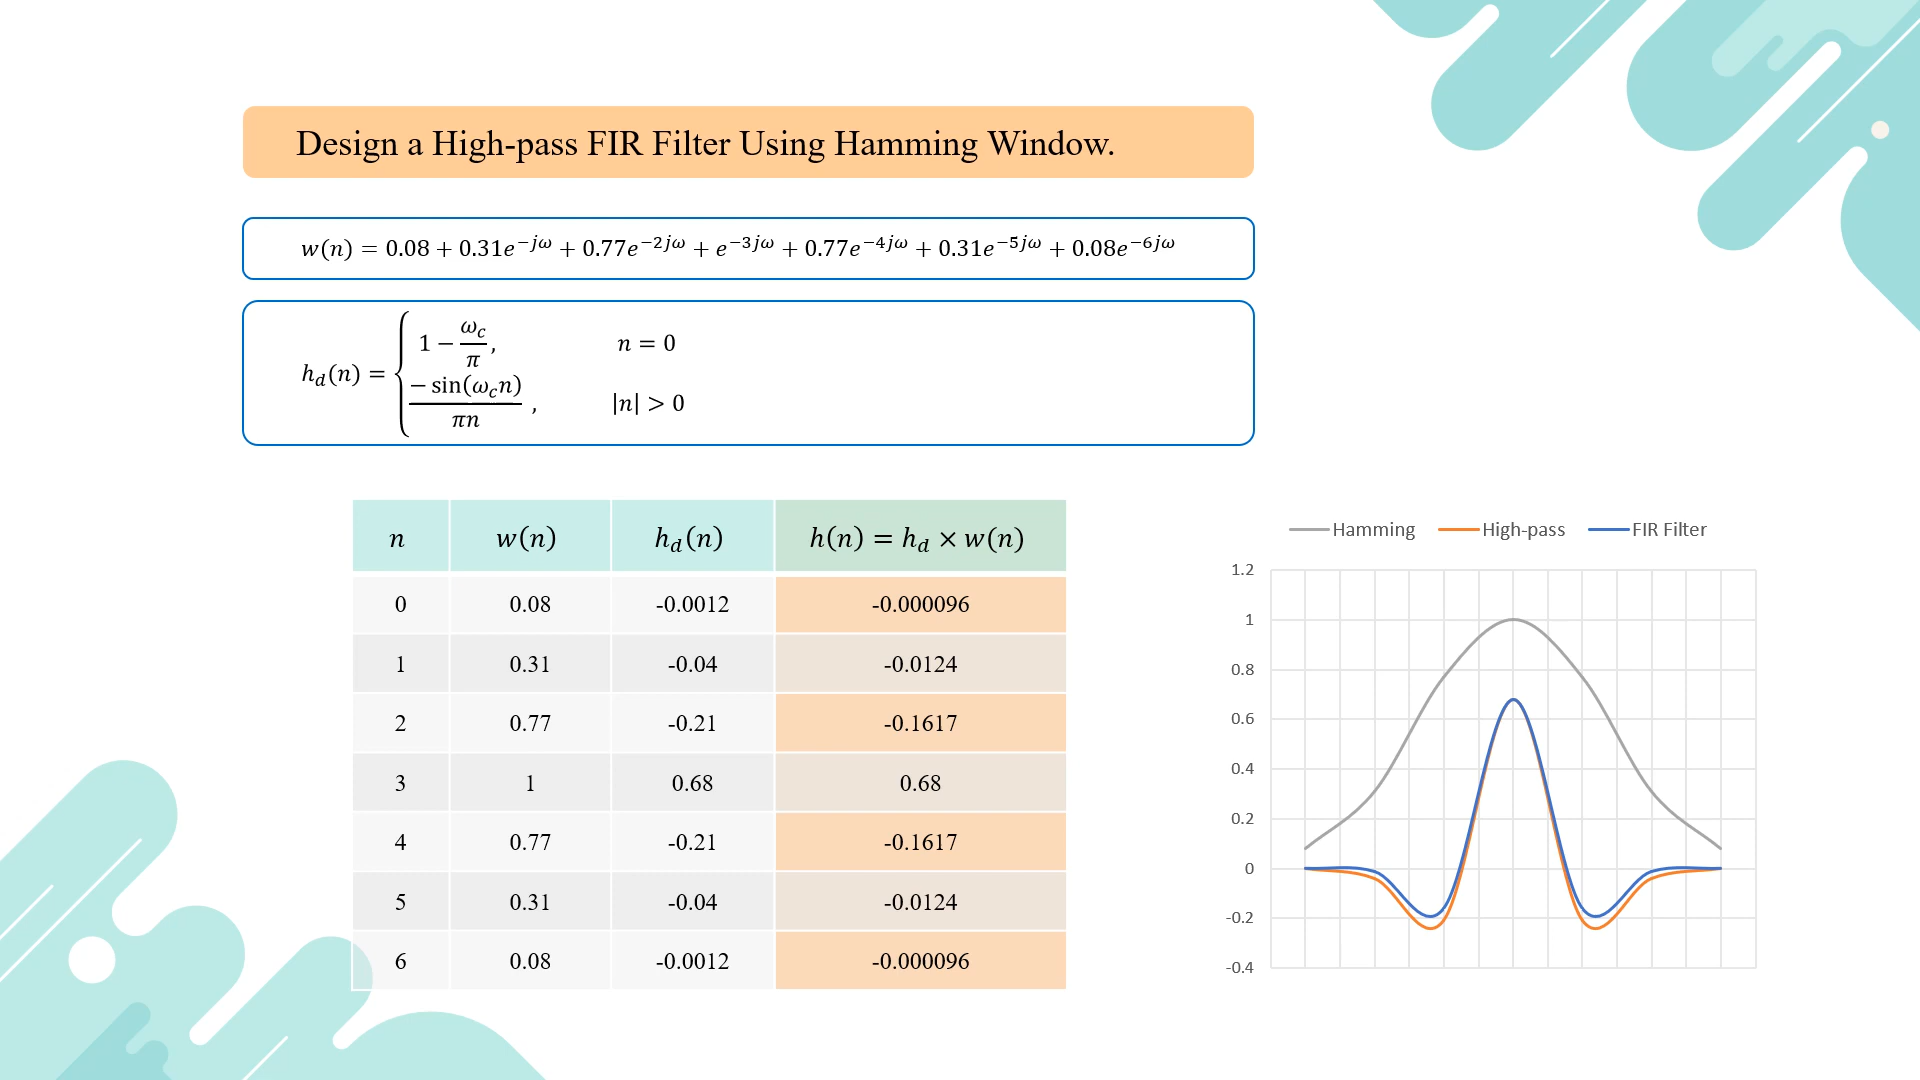 Design a High-pass FIR Filter Using Hamming Window.
w(n) = 0.08 + 0.31e^{−jω} + 0.77e^{−2jω} + e^{−3jω} + 0.77e^{−4jω} + 0.31e^{−5jω} + 0.08e^{−6jω}
h_d(n) = { 1 − ω_c/π, n = 0
− sin(ω_c n)/πn , |n| > 0
n w(n) h_d(n) h(n) = h_d × w(n)
0 0.08 -0.0012 -0.000096
1 0.31 -0.04 -0.0124
2 0.77 -0.21 -0.1617
3 1 0.68 0.68
4 0.77 -0.21 -0.1617
5 0.31 -0.04 -0.0124
6 0.08 -0.0012 -0.000096
Hamming High-pass FIR Filter
1.2
1
0.8
0.6
0.4
0.2
0
-0.2
-0.4